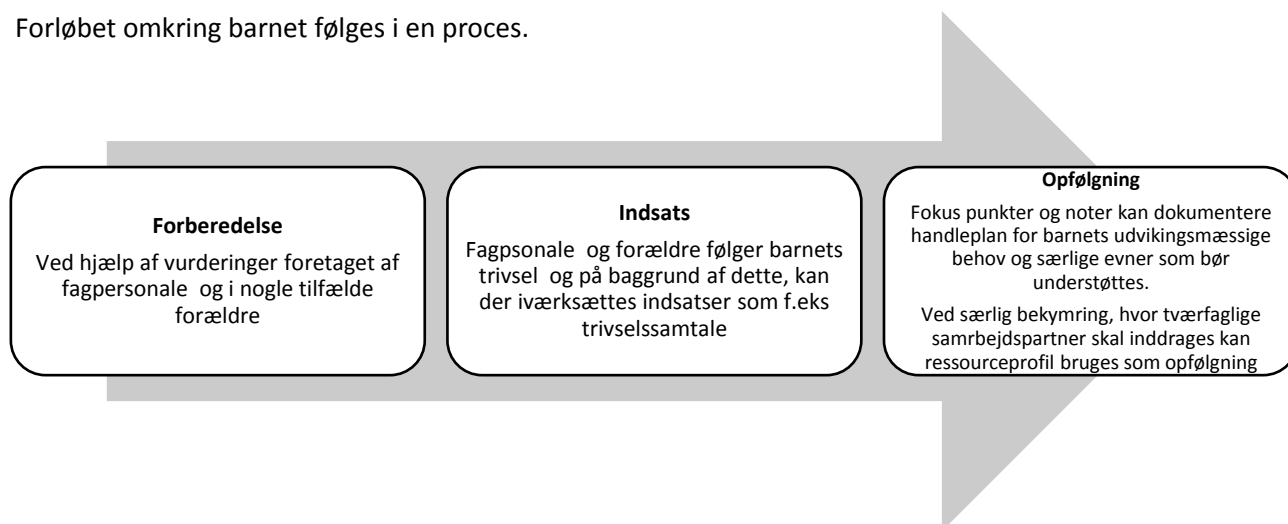 Forløbet omkring barnet følges i en proces.
Forberedelse
Ved hjælp af vurderinger foretaget af
fagpersonale og i nogle tilfælde
forældre
Indsats
Fagpsonale og forældre følger barnets
trivsel og på baggrund af dette, kan
der iværksættes indsatser som f.eks
trivselssamtale
Opfølgning
Fokus punkter og noter kan dokumentere
handleplan for barnets udvikingsmæssige
behov og særlige evner som bør
understøttes.
Ved særlig bekymring, hvor tværfaglige
samrbejdspartner skal inddrages kan
ressourceprofil bruges som opfølgning